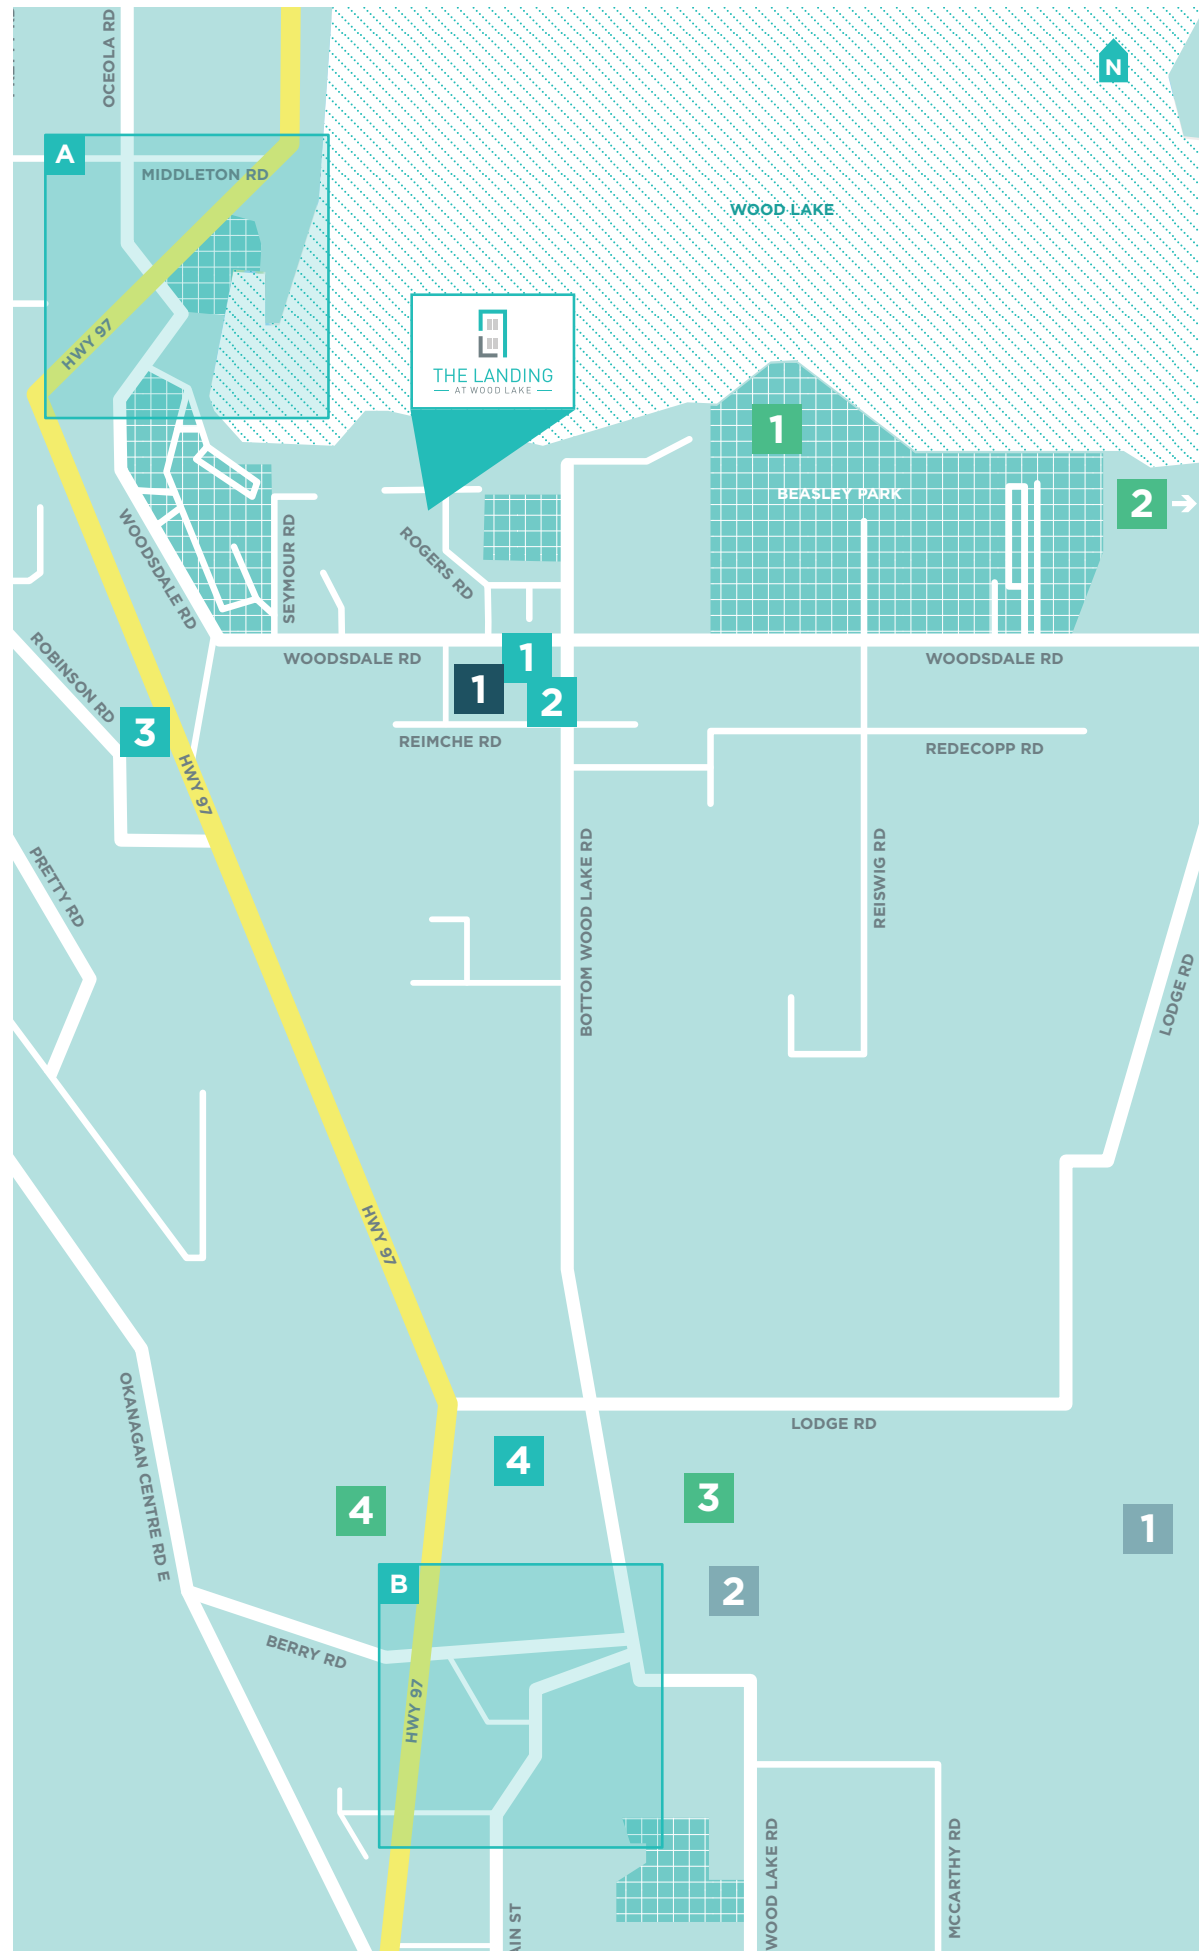 OCEOLA RD
N
A
MIDDLETON RD
WOOD LAKE
HWY 97
THE LANDING
AT WOOD LAKE
1
BEASLEY PARK
2
WOODSDALE RD
SEYMOUR RD
ROGERS RD
ROBINSON RD
WOODSDALE RD
1
WOODSDALE RD
1
2
3
REIMCHE RD
REDECOPP RD
HWY 97
PRETTY RD
BOTTOM WOOD LAKE RD
REISWIG RD
LODGE RD
HWY 97
OKANAGAN CENTRE RD E
LODGE RD
4
4
3
1
B
2
BERRY RD
HWY 97
WOOD LAKE RD
MCCARTHY RD